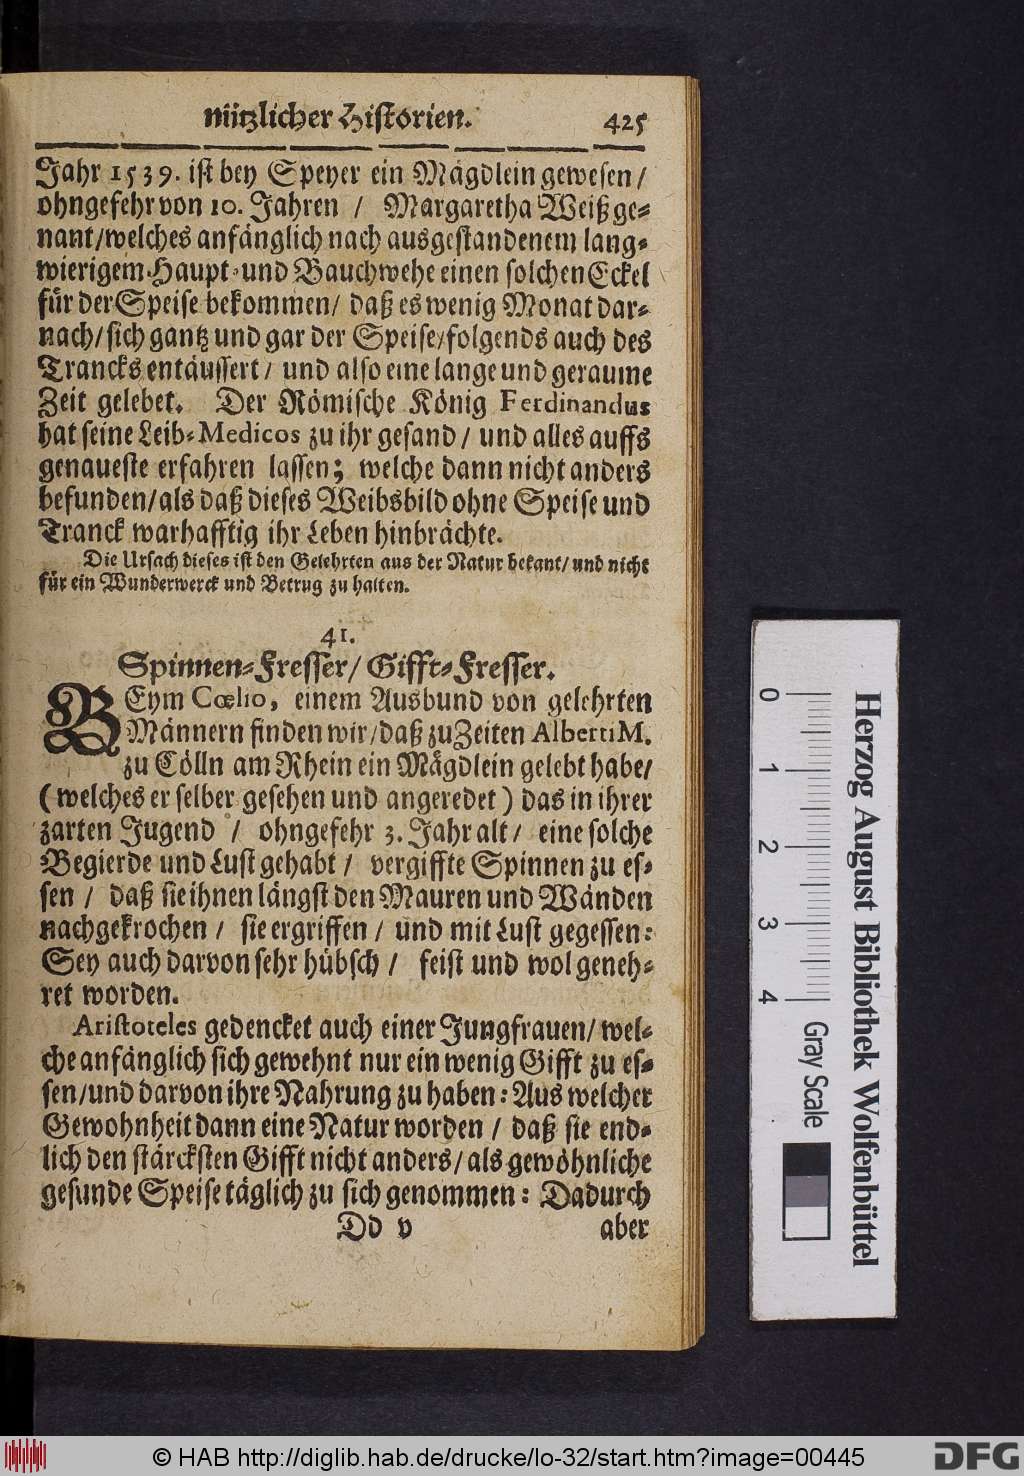 nützlicher Historien. 425
Jahr 1539. ist bey Speyer ein Mägdlein gewesen /
ohngefehr von 10. Jahren / Margaretha Weiß ge-
nant/welches anfänglich nach ausgestandenem lang-
wierigem Haupt-und Bauchwehe einen solchen Eckel
für der Speise bekommen/ daß es wenig Monat dar-
nach/sich gantz und gar der Speise/folgends auch des
Trancks entäussert / und also eine lange und geraume
Zeit gelebet. Der Römische König Ferdinandus
hat seine Leib-Medicos zu ihr gesand / und alles auffs
genaueste erfahren lassen; welche dann nicht anders
befunden/als daß dieses Weibsbild ohne Speise und
Tranck warhafftig ihr Leben hinbrächte.
Die Ursach dieses ist den Gelehrten aus der Natur bekant/ und nicht
für ein Wunderwerck und Betrug zu halten.
41.
Spinnen-Fresser/ Gifft-Fresser.
BEym Cœlio, einem Ausbund von gelehrten
Männern finden wir/daß zu Zeiten Alberti M.
zu Cölln am Rhein ein Mägdlein gelebt habe/
(welches er selber gesehen und angeredet) das in ihrer
zarten Jugend / ohngefehr 3. Jahr alt / eine solche
Begierde und Lust gehabt / vergiffte Spinnen zu es-
sen / daß sie ihnen längst den Mauren und Wänden
nachgekrochen / sie ergriffen / und mit Lust gegessen:
Sey auch darvon sehr hübsch / feist und wol geneh-
ret worden.
Aristoteles gedencket auch einer Jungfrauen/ wel-
che anfänglich sich gewehnt nur ein wenig Gifft zu es-
sen/und darvon ihre Nahrung zu haben: Aus welcher
Gewohnheit dann eine Natur worden / daß sie end-
lich den stärcksten Gifft nicht anders/als gewöhnliche
gesunde Speise täglich zu sich genommen: Dadurch
Dd v aber
0 1 2 3 4 Gray Scale
Herzog August Bibliothek Wolfenbüttel
© HAB http://diglib.hab.de/drucke/lo-32/start.htm?image=00445
DFG